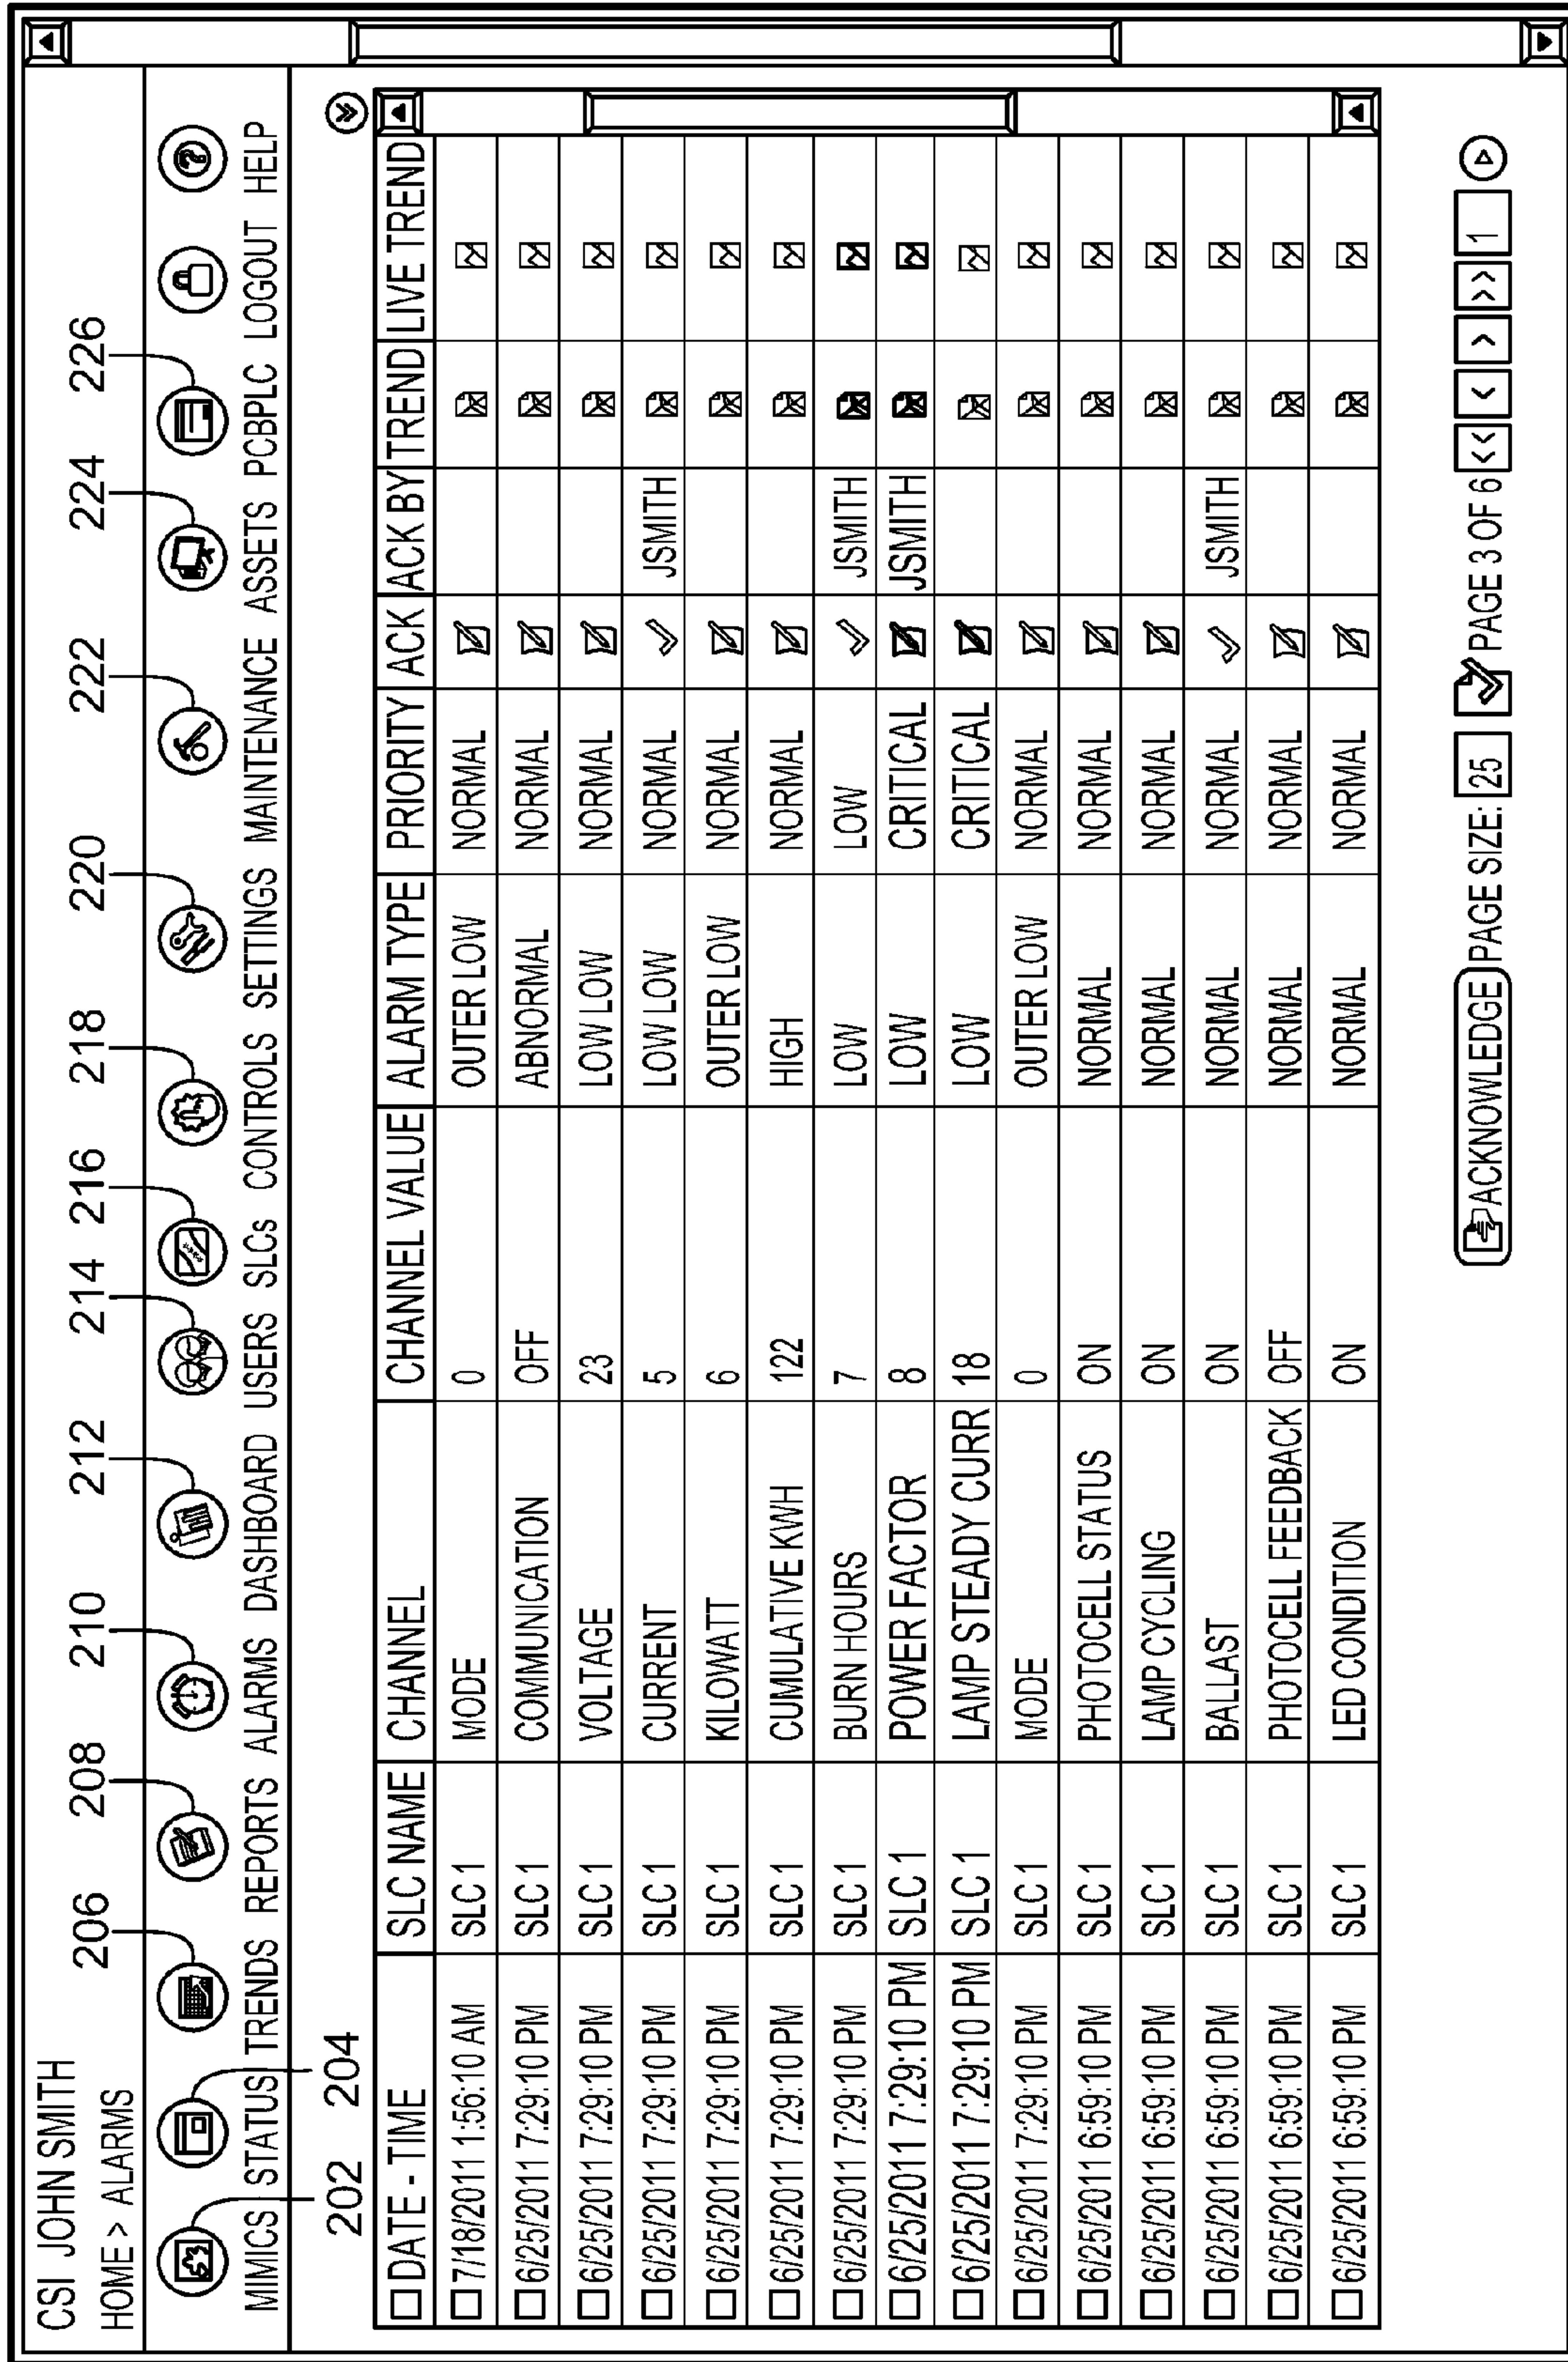 CSI JOHN SMITH
HOME > ALARMS
206 208 210 212 214 216 218 220 222 224 226
MIMICS STATUS TRENDS REPORTS ALARMS DASHBOARD USERS SLCs CONTROLS SETTINGS MAINTENANCE ASSETS PCBPLC LOGOUT HELP
202 204
DATE - TIME SLC NAME CHANNEL CHANNEL VALUE ALARM TYPE PRIORITY ACK ACK BY TREND LIVE TREND
7/18/2011 1:56:10 AM SLC 1 MODE 0 OUTER LOW NORMAL
6/25/2011 7:29:10 PM SLC 1 COMMUNICATION OFF ABNORMAL NORMAL
6/25/2011 7:29:10 PM SLC 1 VOLTAGE 23 LOW LOW NORMAL
6/25/2011 7:29:10 PM SLC 1 CURRENT 5 LOW LOW NORMAL JSMITH
6/25/2011 7:29:10 PM SLC 1 KILOWATT 6 OUTER LOW NORMAL
6/25/2011 7:29:10 PM SLC 1 CUMULATIVE KWH 122 HIGH NORMAL
6/25/2011 7:29:10 PM SLC 1 BURN HOURS 7 LOW LOW JSMITH
6/25/2011 7:29:10 PM SLC 1 POWER FACTOR 8 LOW CRITICAL JSMITH
6/25/2011 7:29:10 PM SLC 1 LAMP STEADY CURR 18 LOW CRITICAL
6/25/2011 7:29:10 PM SLC 1 MODE 0 OUTER LOW NORMAL
6/25/2011 6:59:10 PM SLC 1 PHOTOCELL STATUS ON NORMAL NORMAL
6/25/2011 6:59:10 PM SLC 1 LAMP CYCLING ON NORMAL NORMAL
6/25/2011 6:59:10 PM SLC 1 BALLAST ON NORMAL NORMAL JSMITH
6/25/2011 6:59:10 PM SLC 1 PHOTOCELL FEEDBACK OFF NORMAL NORMAL
6/25/2011 6:59:10 PM SLC 1 LED CONDITION ON NORMAL NORMAL
ACKNOWLEDGE PAGE SIZE: 25 PAGE 3 OF 6 << < > >> 1